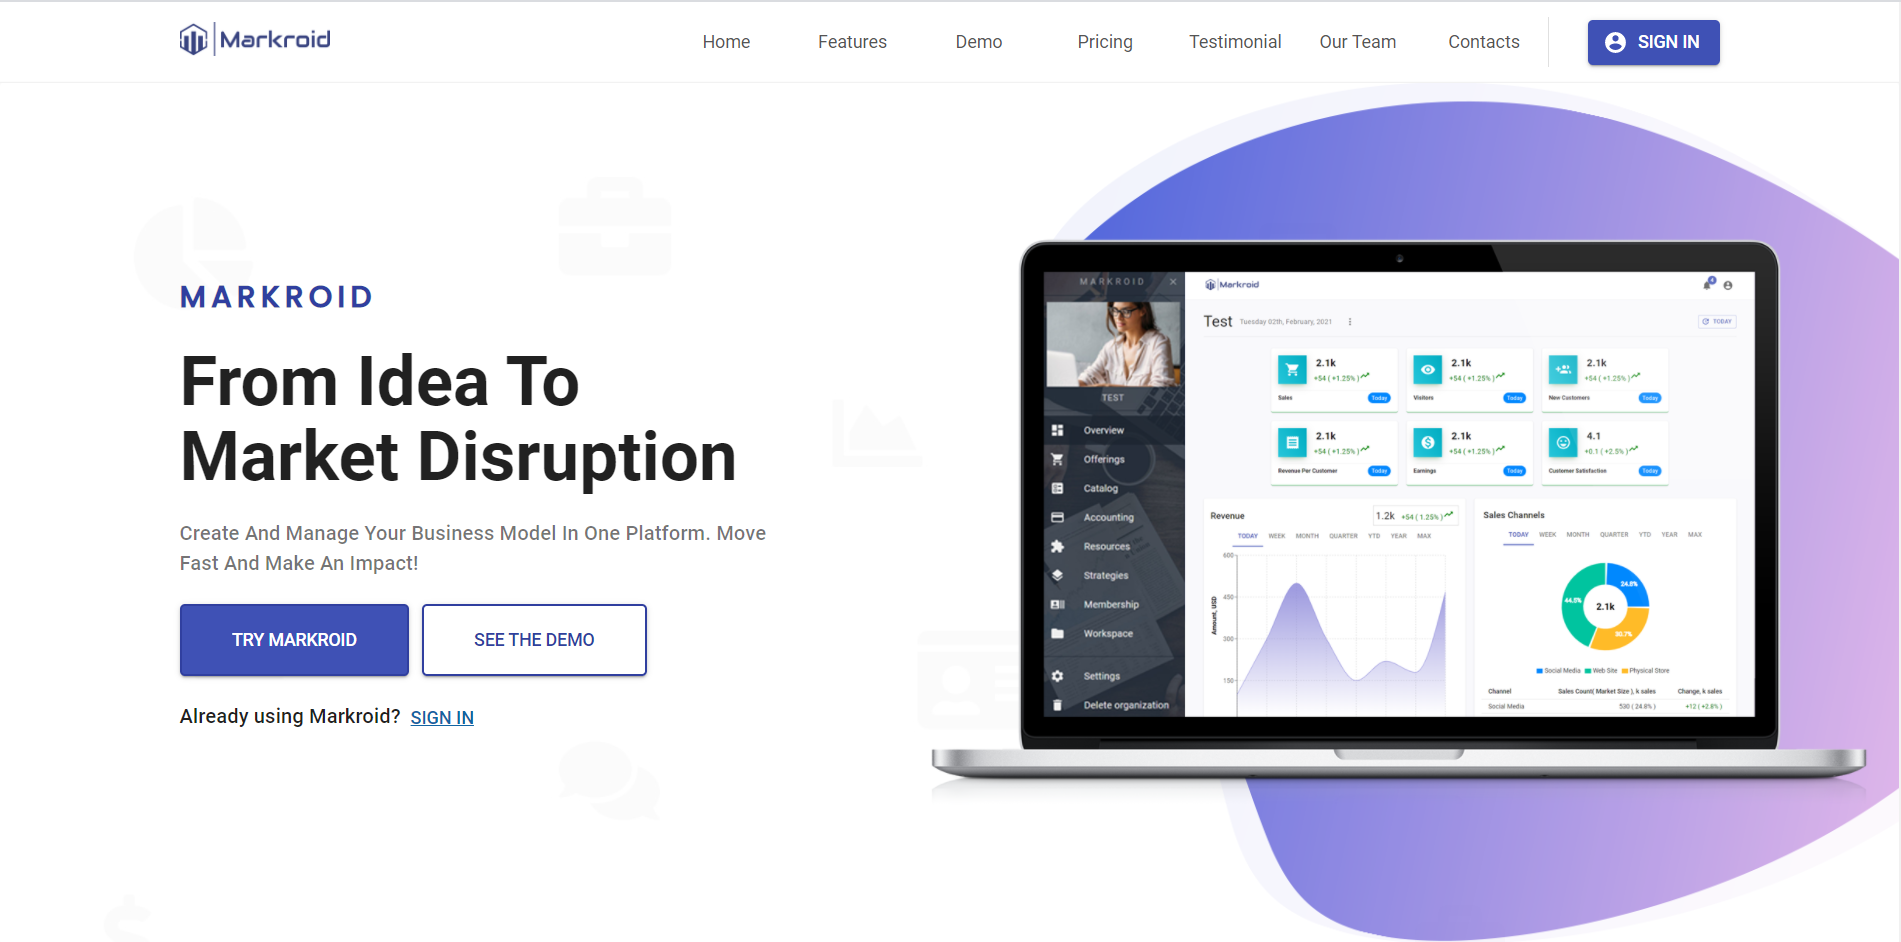 Markroid
Home
Features
Demo
Pricing
Testimonial
Our Team
Contacts
SIGN IN
MARKROID
From Idea To
Market Disruption
Create And Manage Your Business Model In One Platform. Move
Fast And Make An Impact!
TRY MARKROID
SEE THE DEMO
Already using Markroid? SIGN IN
MARKROID
TEST
Overview
Offerings
Catalog
Accounting
Resources
Strategies
Membership
Workspace
Settings
Delete organization
Markroid
4
Test Tuesday 02th, February, 2021
TODAY
2.1k
+54 ( +1.25% )
Sales
Today
2.1k
+54 ( +1.25% )
Visitors
Today
2.1k
+54 ( +1.25% )
New Customers
Today
2.1k
+54 ( +1.25% )
Revenue Per Customer
Today
2.1k
+54 ( +1.25% )
Earnings
Today
4.1
+0.1 ( +2.5% )
Customer Satisfaction
Today
Revenue
1.2k +54 ( 1.25% )
TODAY WEEK MONTH QUARTER YTD YEAR MAX
Amount, USD
600
450
300
150
Sales Channels
TODAY WEEK MONTH QUARTER YTD YEAR MAX
24.8%
44.5%
2.1k
30.7%
Social Media Web Site Physical Store
Channel Sales Count( Market Size ), k sales Change, k sales
Social Media 530 ( 24.8% ) +12 ( +2.8% )